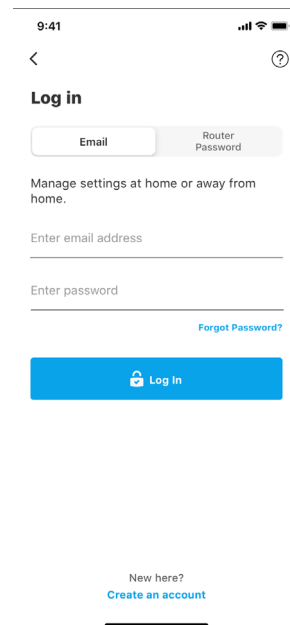 9:41
Log in
Email
Router
Password
Manage settings at home or away from
home.
Enter email address
Enter password
Forgot Password?
Log In
New here?
Create an account